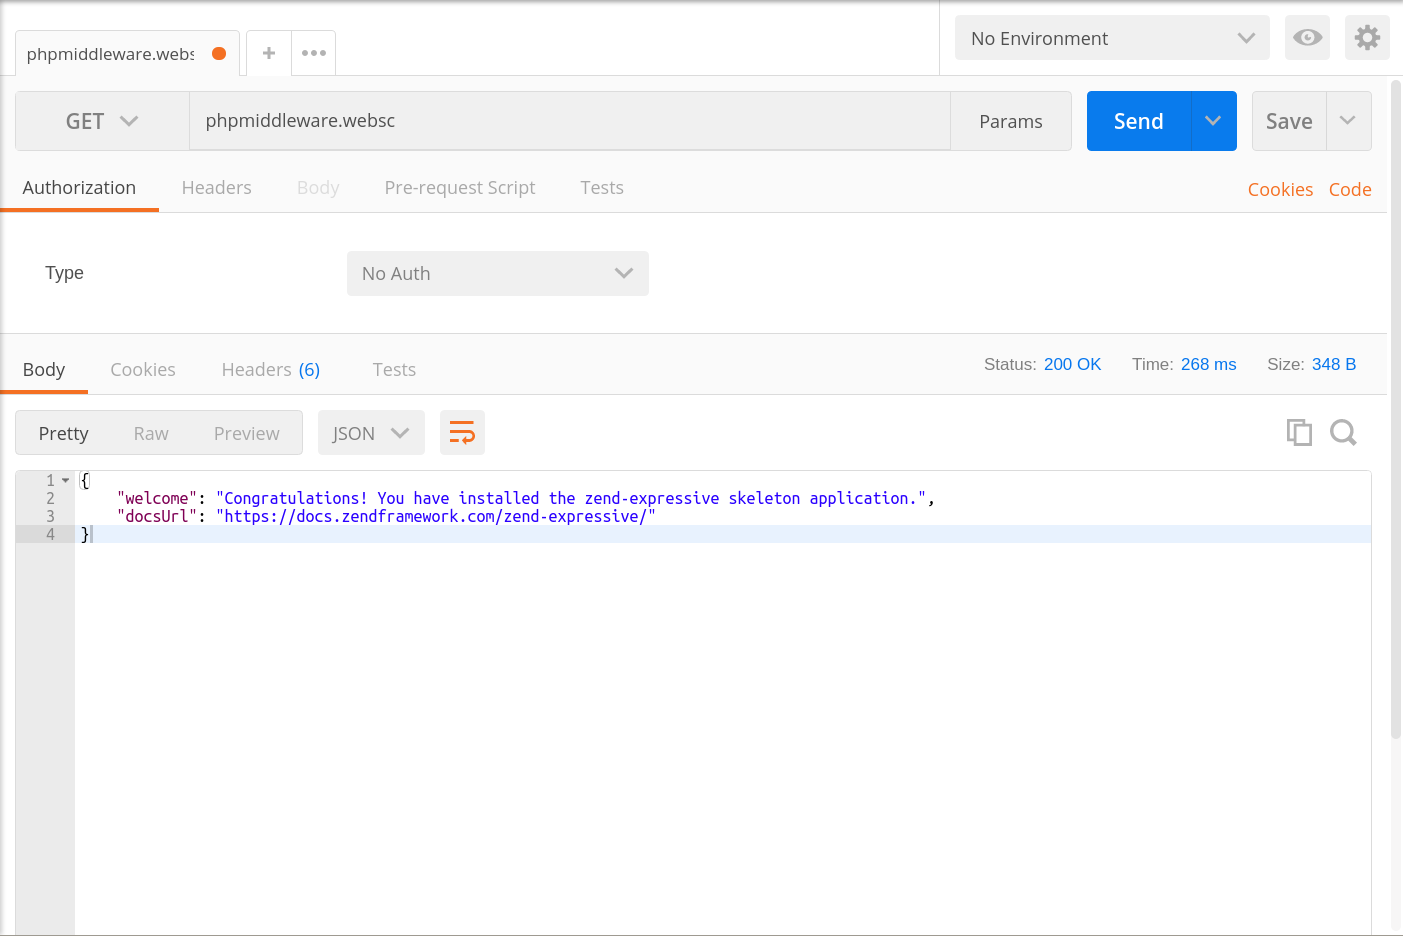 phpmiddleware.webs
No Environment
GET phpmiddleware.websc Params Send Save
Authorization Headers Body Pre-request Script Tests Cookies Code
Type No Auth
Body Cookies Headers (6) Tests Status: 200 OK Time: 268 ms Size: 348 B
Pretty Raw Preview JSON
1 {
2 "welcome": "Congratulations! You have installed the zend-expressive skeleton application.",
3 "docsUrl": "https://docs.zendframework.com/zend-expressive/"
4 }